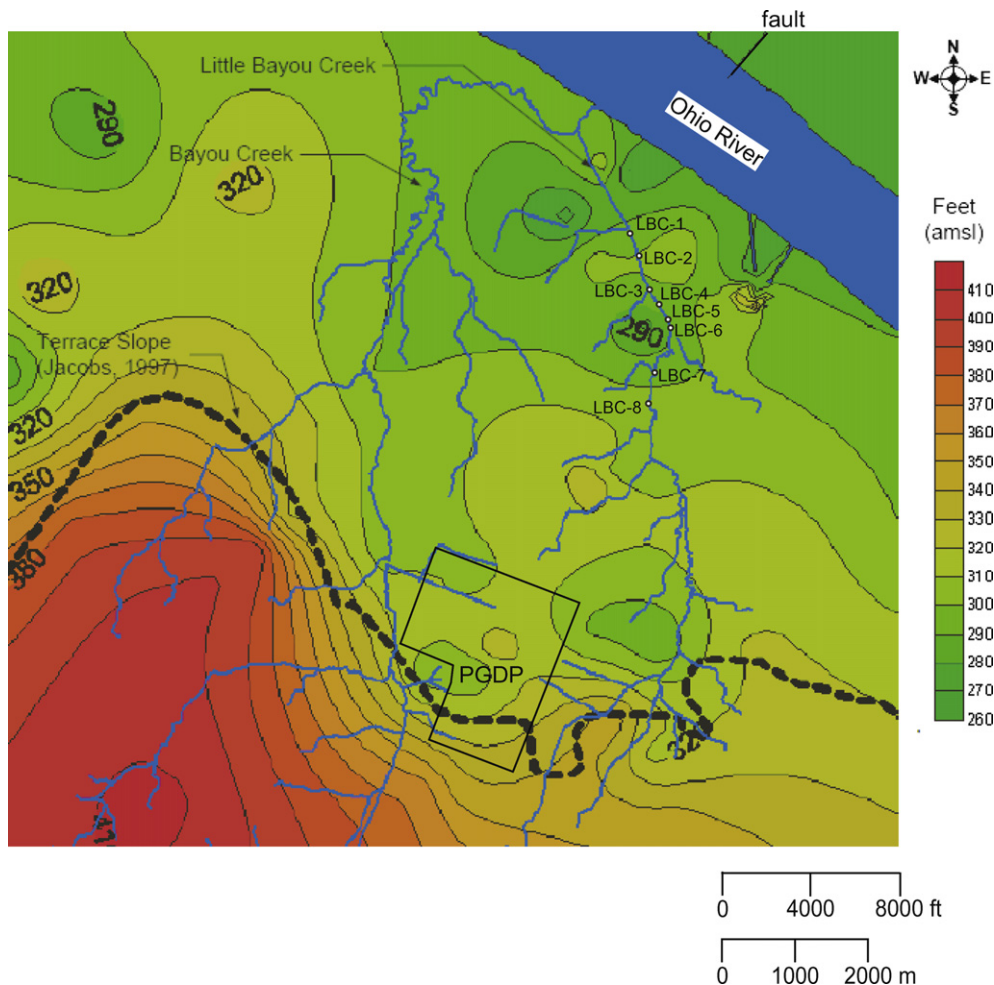 fault
N
W E
S
Little Bayou Creek
Ohio River
290
Bayou Creek
320
Feet
(amsl)
LBC-1
LBC-2
320
LBC-3
LBC-4
LBC-5
LBC-6
290
Terrace Slope
(Jacobs, 1997)
LBC-7
LBC-8
320
350
380
410
400
390
380
370
360
350
340
330
320
310
300
290
280
270
260
PGDP
0 4000 8000 ft
0 1000 2000 m